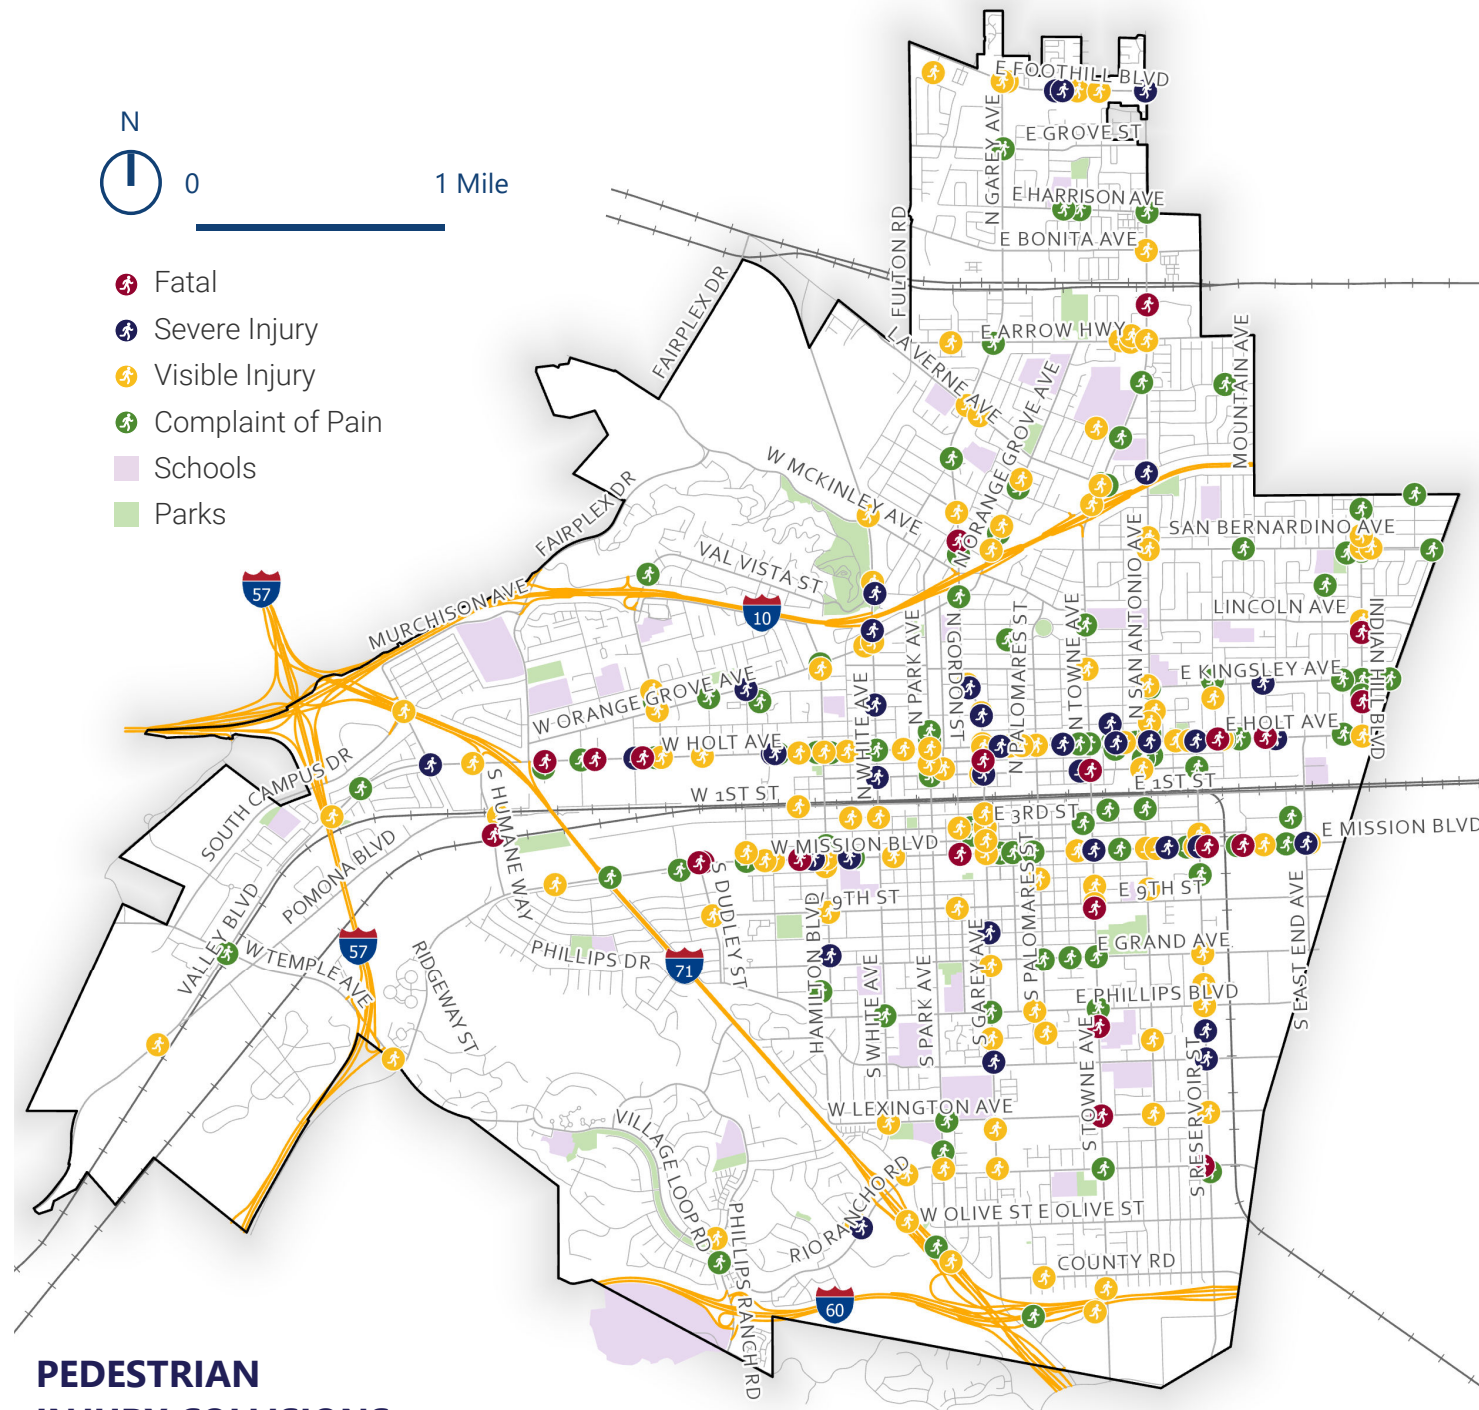 N
0 1 Mile
Fatal
Severe Injury
Visible Injury
Complaint of Pain
Schools
Parks
E FOOTHILL BLVD
N GAREY AVE
E GROVE ST
E HARRISON AVE
FULTON RD
E BONITA AVE
FAIRPLEX DR
E ARROW HWY
LA VERNE AVE
MOUNTAIN AVE
N ORANGE GROVE AVE
W MCKINLEY AVE
FAIRPLEX DR
SAN BERNARDINO AVE
VAL VISTA ST
N SAN ANTONIO AVE
57
10
MURCHISON AVE
LINCOLN AVE
INDIAN HILL BLVD
N PARK AVE
N GORDON ST
N PALOMARES ST
N TOWNE AVE
E KINGSLEY AVE
W ORANGE GROVE AVE
N WHITE AVE
W HOLT AVE
E HOLT AVE
SOUTH CAMPUS DR
S SHUMANE WAY
W 1ST ST
E 1ST ST
E 3RD ST
E MISSION BLVD
POMONA BLVD
W MISSION BLVD
S PALOMARES ST
VALLEY BLVD
S DUDLEY ST
9TH ST
E 9TH ST
S EAST END AVE
W TEMPLE AVE
57
RIDGEWAY ST
PHILLIPS DR
71
HAMILTON BLVD
S WHITE AVE
S PARK AVE
S GAREY AVE
E GRAND AVE
E PHILLIPS BLVD
S TOWNE AVE
S RESERVOIR ST
W LEXINGTON AVE
VILLAGE LOOP RD
PHILLIPS RANCH RD
RIO RANCHO RD
W OLIVE ST E OLIVE ST
COUNTY RD
60
PEDESTRIAN
INJURY COLLISIONS